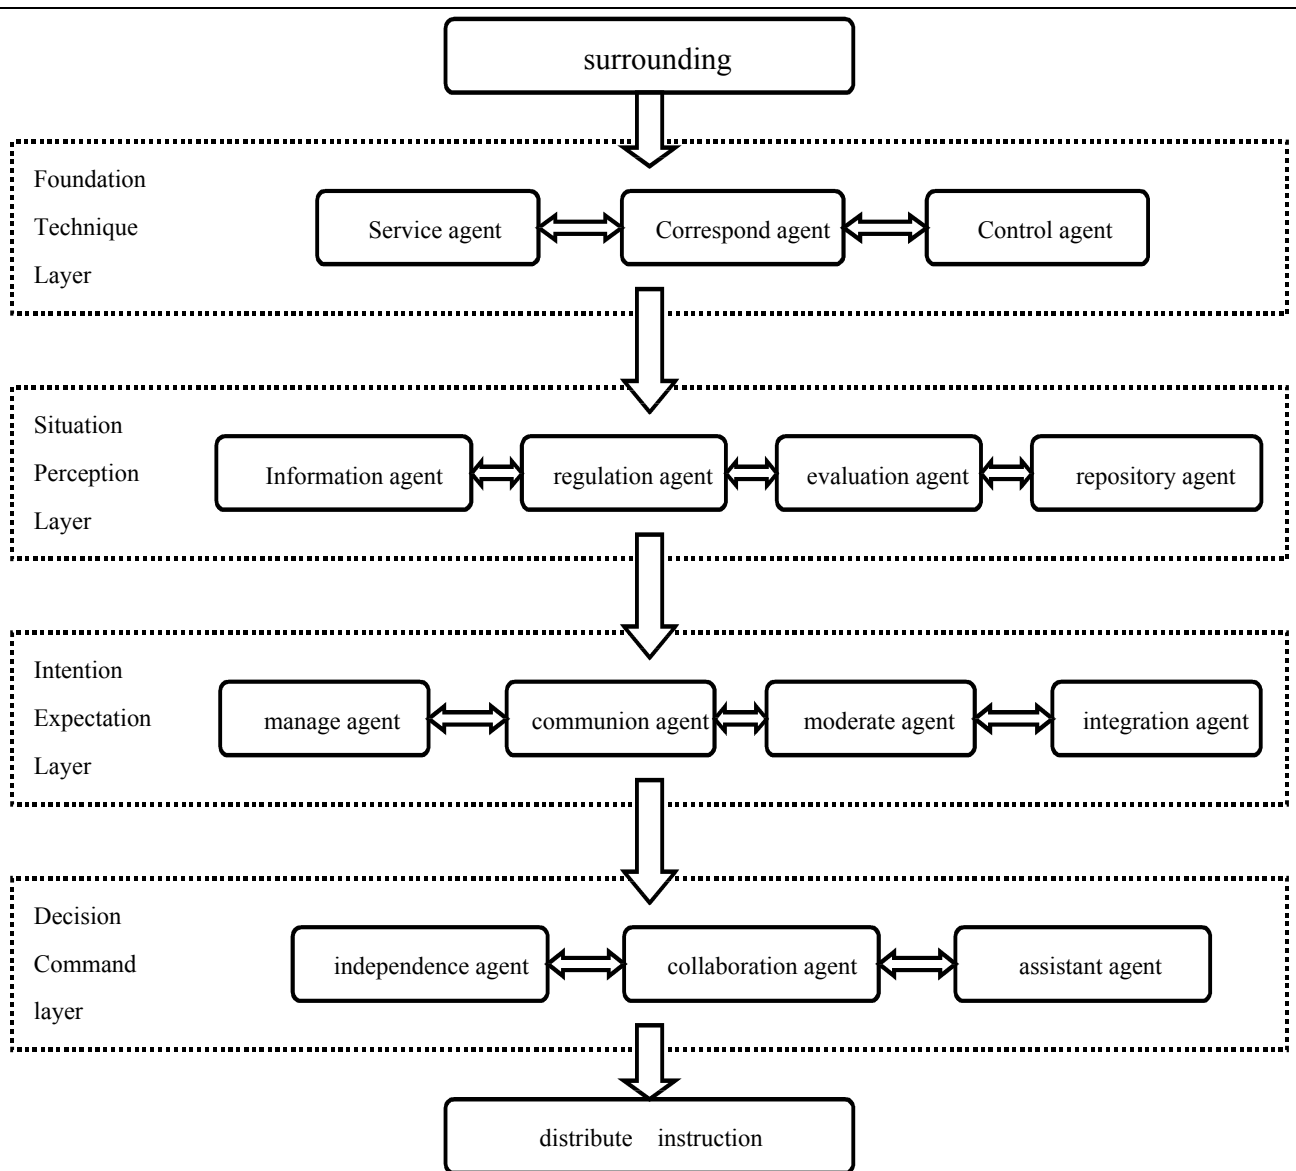 surrounding
Foundation
Technique
Layer
Service agent
Correspond agent
Control agent
Situation
Perception
Layer
Information agent
regulation agent
evaluation agent
repository agent
Intention
Expectation
Layer
manage agent
communion agent
moderate agent
integration agent
Decision
Command
layer
independence agent
collaboration agent
assistant agent
distribute instruction